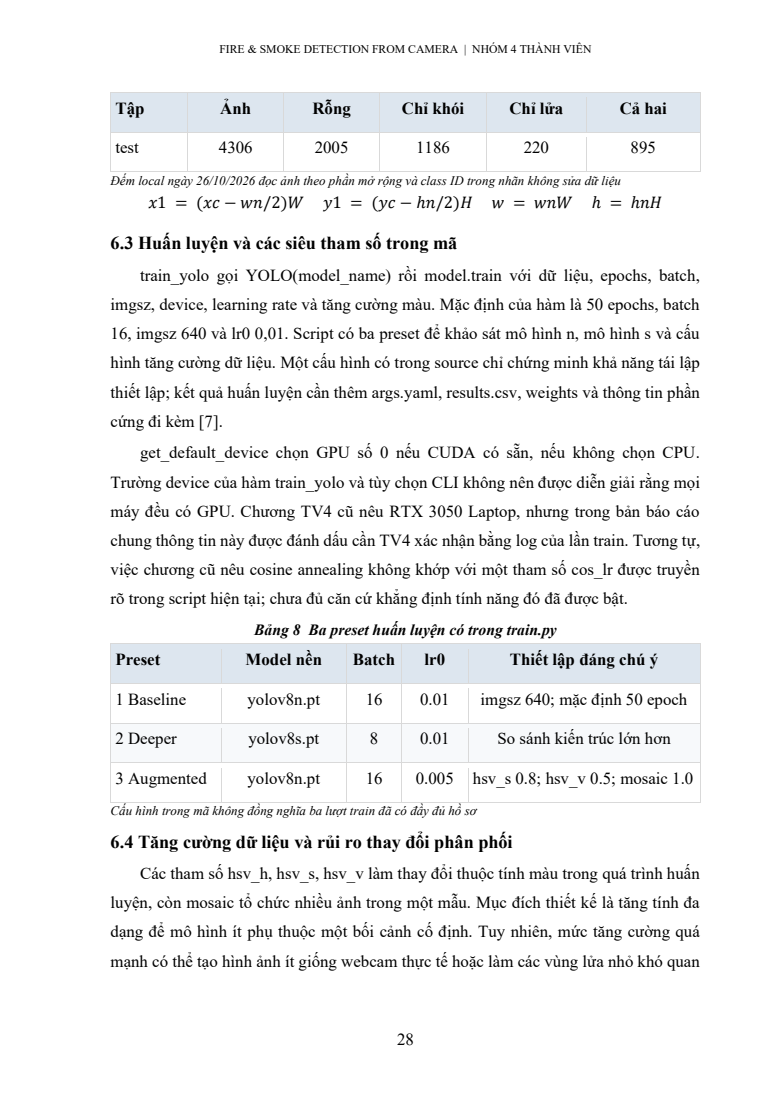 FIRE & SMOKE DETECTION FROM CAMERA | NHÓM 4 THÀNH VIÊN
Tập Ảnh Rỗng Chỉ khói Chỉ lửa Cả hai
test 4306 2005 1186 220 895
Đếm local ngày 26/10/2026 đọc ảnh theo phần mở rộng và class ID trong nhãn không sửa dữ liệu
x1 = (xc − wn/2)W y1 = (yc − hn/2)H w = wnW h = hnH
6.3 Huấn luyện và các siêu tham số trong mã
train_yolo gọi YOLO(model_name) rồi model.train với dữ liệu, epochs, batch,
imgsz, device, learning rate và tăng cường màu. Mặc định của hàm là 50 epochs, batch
16, imgsz 640 và lr0 0,01. Script có ba preset để khảo sát mô hình n, mô hình s và cấu
hình tăng cường dữ liệu. Một cấu hình có trong source chỉ chứng minh khả năng tái lập
thiết lập; kết quả huấn luyện cần thêm args.yaml, results.csv, weights và thông tin phần
cứng đi kèm [7].
get_default_device chọn GPU số 0 nếu CUDA có sẵn, nếu không chọn CPU.
Trường device của hàm train_yolo và tùy chọn CLI không nên được diễn giải rằng mọi
máy đều có GPU. Chương TV4 cũ nêu RTX 3050 Laptop, nhưng trong bản báo cáo
chung thông tin này được đánh dấu cần TV4 xác nhận bằng log của lần train. Tương tự,
việc chương cũ nêu cosine annealing không khớp với một tham số cos_lr được truyền
rõ trong script hiện tại; chưa đủ căn cứ khẳng định tính năng đó đã được bật.
Bảng 8 Ba preset huấn luyện có trong train.py
Preset Model nền Batch lr0 Thiết lập đáng chú ý
1 Baseline yolov8n.pt 16 0.01 imgsz 640; mặc định 50 epoch
2 Deeper yolov8s.pt 8 0.01 So sánh kiến trúc lớn hơn
3 Augmented yolov8n.pt 16 0.005 hsv_s 0.8; hsv_v 0.5; mosaic 1.0
Cấu hình trong mã không đồng nghĩa ba lượt train đã có đầy đủ hồ sơ
6.4 Tăng cường dữ liệu và rủi ro thay đổi phân phối
Các tham số hsv_h, hsv_s, hsv_v làm thay đổi thuộc tính màu trong quá trình huấn
luyện, còn mosaic tổ chức nhiều ảnh trong một mẫu. Mục đích thiết kế là tăng tính đa
dạng để mô hình ít phụ thuộc một bối cảnh cố định. Tuy nhiên, mức tăng cường quá
mạnh có thể tạo hình ảnh ít giống webcam thực tế hoặc làm các vùng lửa nhỏ khó quan
28